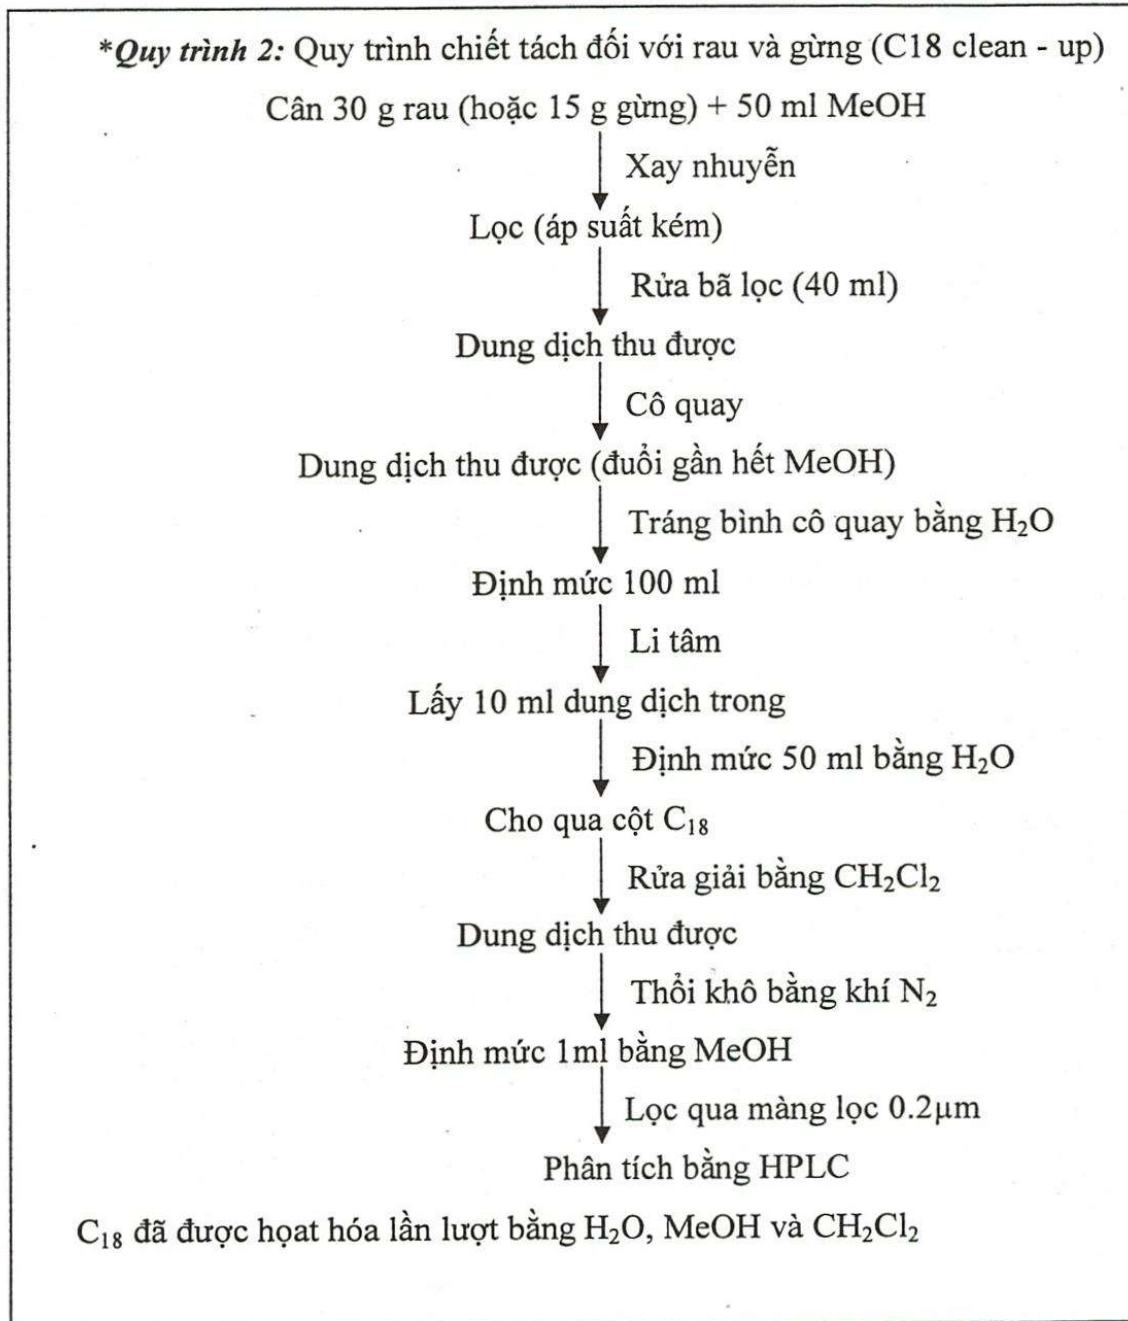 *Quy trình 2: Quy trình chiết tách đối với rau và gừng (C18 clean - up)
Cân 30 g rau (hoặc 15 g gừng) + 50 ml MeOH
Xay nhuyễn
Lọc (áp suất kém)
Rửa bã lọc (40 ml)
Dung dịch thu được
Cô quay
Dung dịch thu được (đuổi gần hết MeOH)
Tráng bình cô quay bằng H₂O
Định mức 100 ml
Li tâm
Lấy 10 ml dung dịch trong
Định mức 50 ml bằng H₂O
Cho qua cột C₁₈
Rửa giải bằng CH₂Cl₂
Dung dịch thu được
Thổi khô bằng khí N₂
Định mức 1ml bằng MeOH
Lọc qua màng lọc 0.2µm
Phân tích bằng HPLC
C₁₈ đã được họat hóa lần lượt bằng H₂O, MeOH và CH₂Cl₂